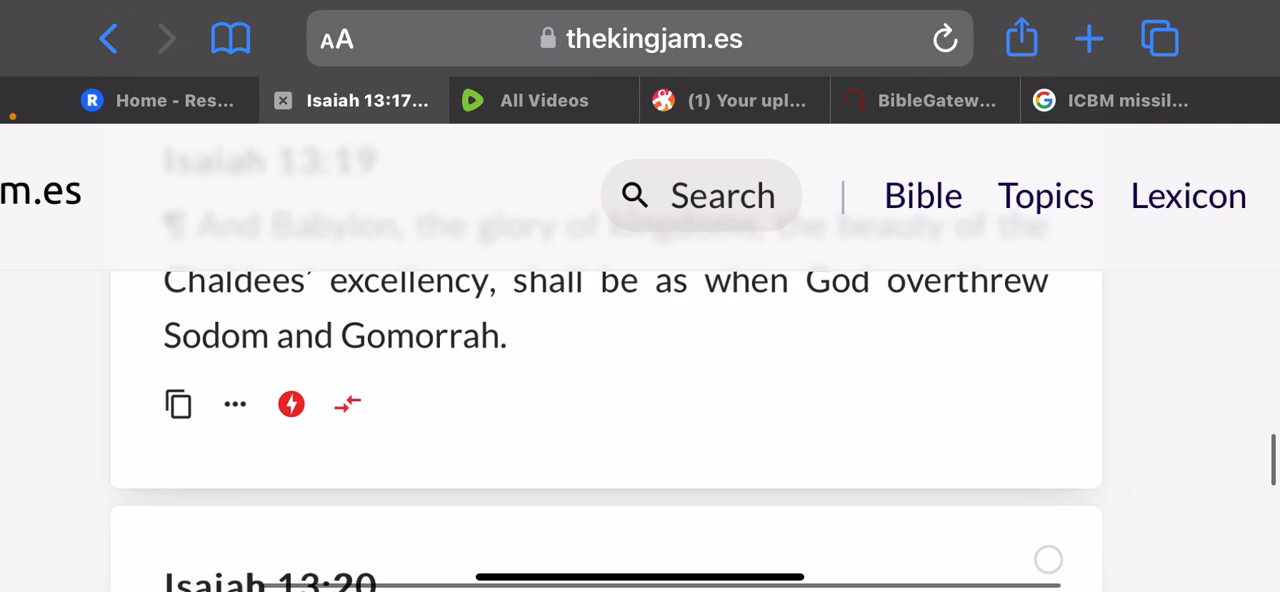 AA thekingjam.es
R Home - Res... Isaiah 13:17... All Videos (1) Your upl... BibleGatew... G ICBM missil...
m.es Search | Bible Topics Lexicon
Isaiah 13:19
¶ And Babylon, the glory of kingdoms, the beauty of the
Chaldees’ excellency, shall be as when God overthrew
Sodom and Gomorrah.
Isaiah 13:20